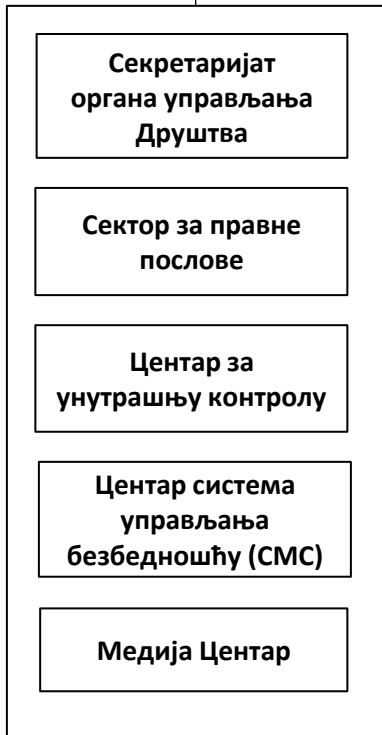 Секретаријат
органа управљања
Друштва
Сектор за правне
послове
Центар за
унутрашњу контролу
Центар система
управљања
безбедношћу (СМС)
Медија Центар